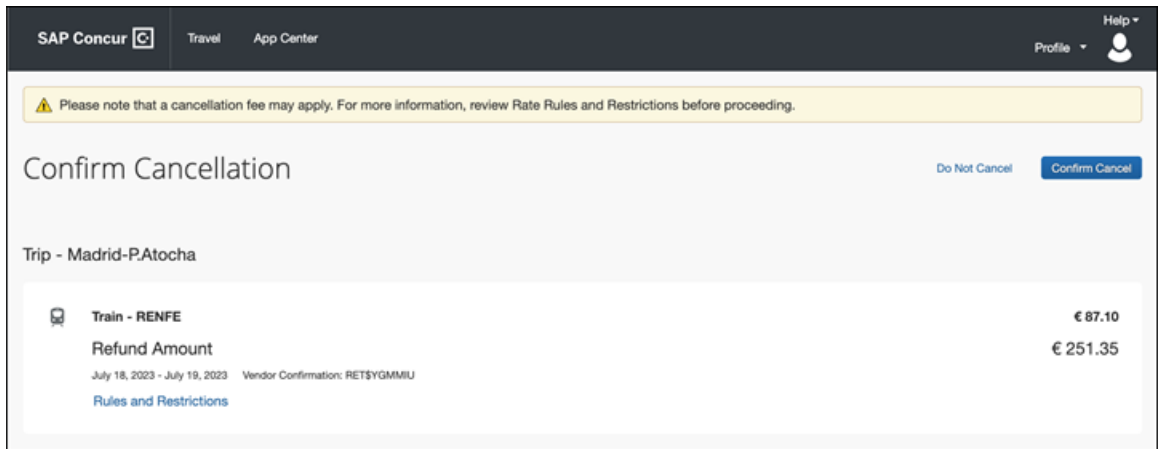 Help
SAP Concur C Travel App Center Profile
Please note that a cancellation fee may apply. For more information, review Rate Rules and Restrictions before proceeding.
Confirm Cancellation Do Not Cancel Confirm Cancel
Trip - Madrid-P.Atocha
Train - RENFE € 87.10
Refund Amount € 251.35
July 18, 2023 - July 19, 2023 Vendor Confirmation: RET$YGMMIU
Rules and Restrictions